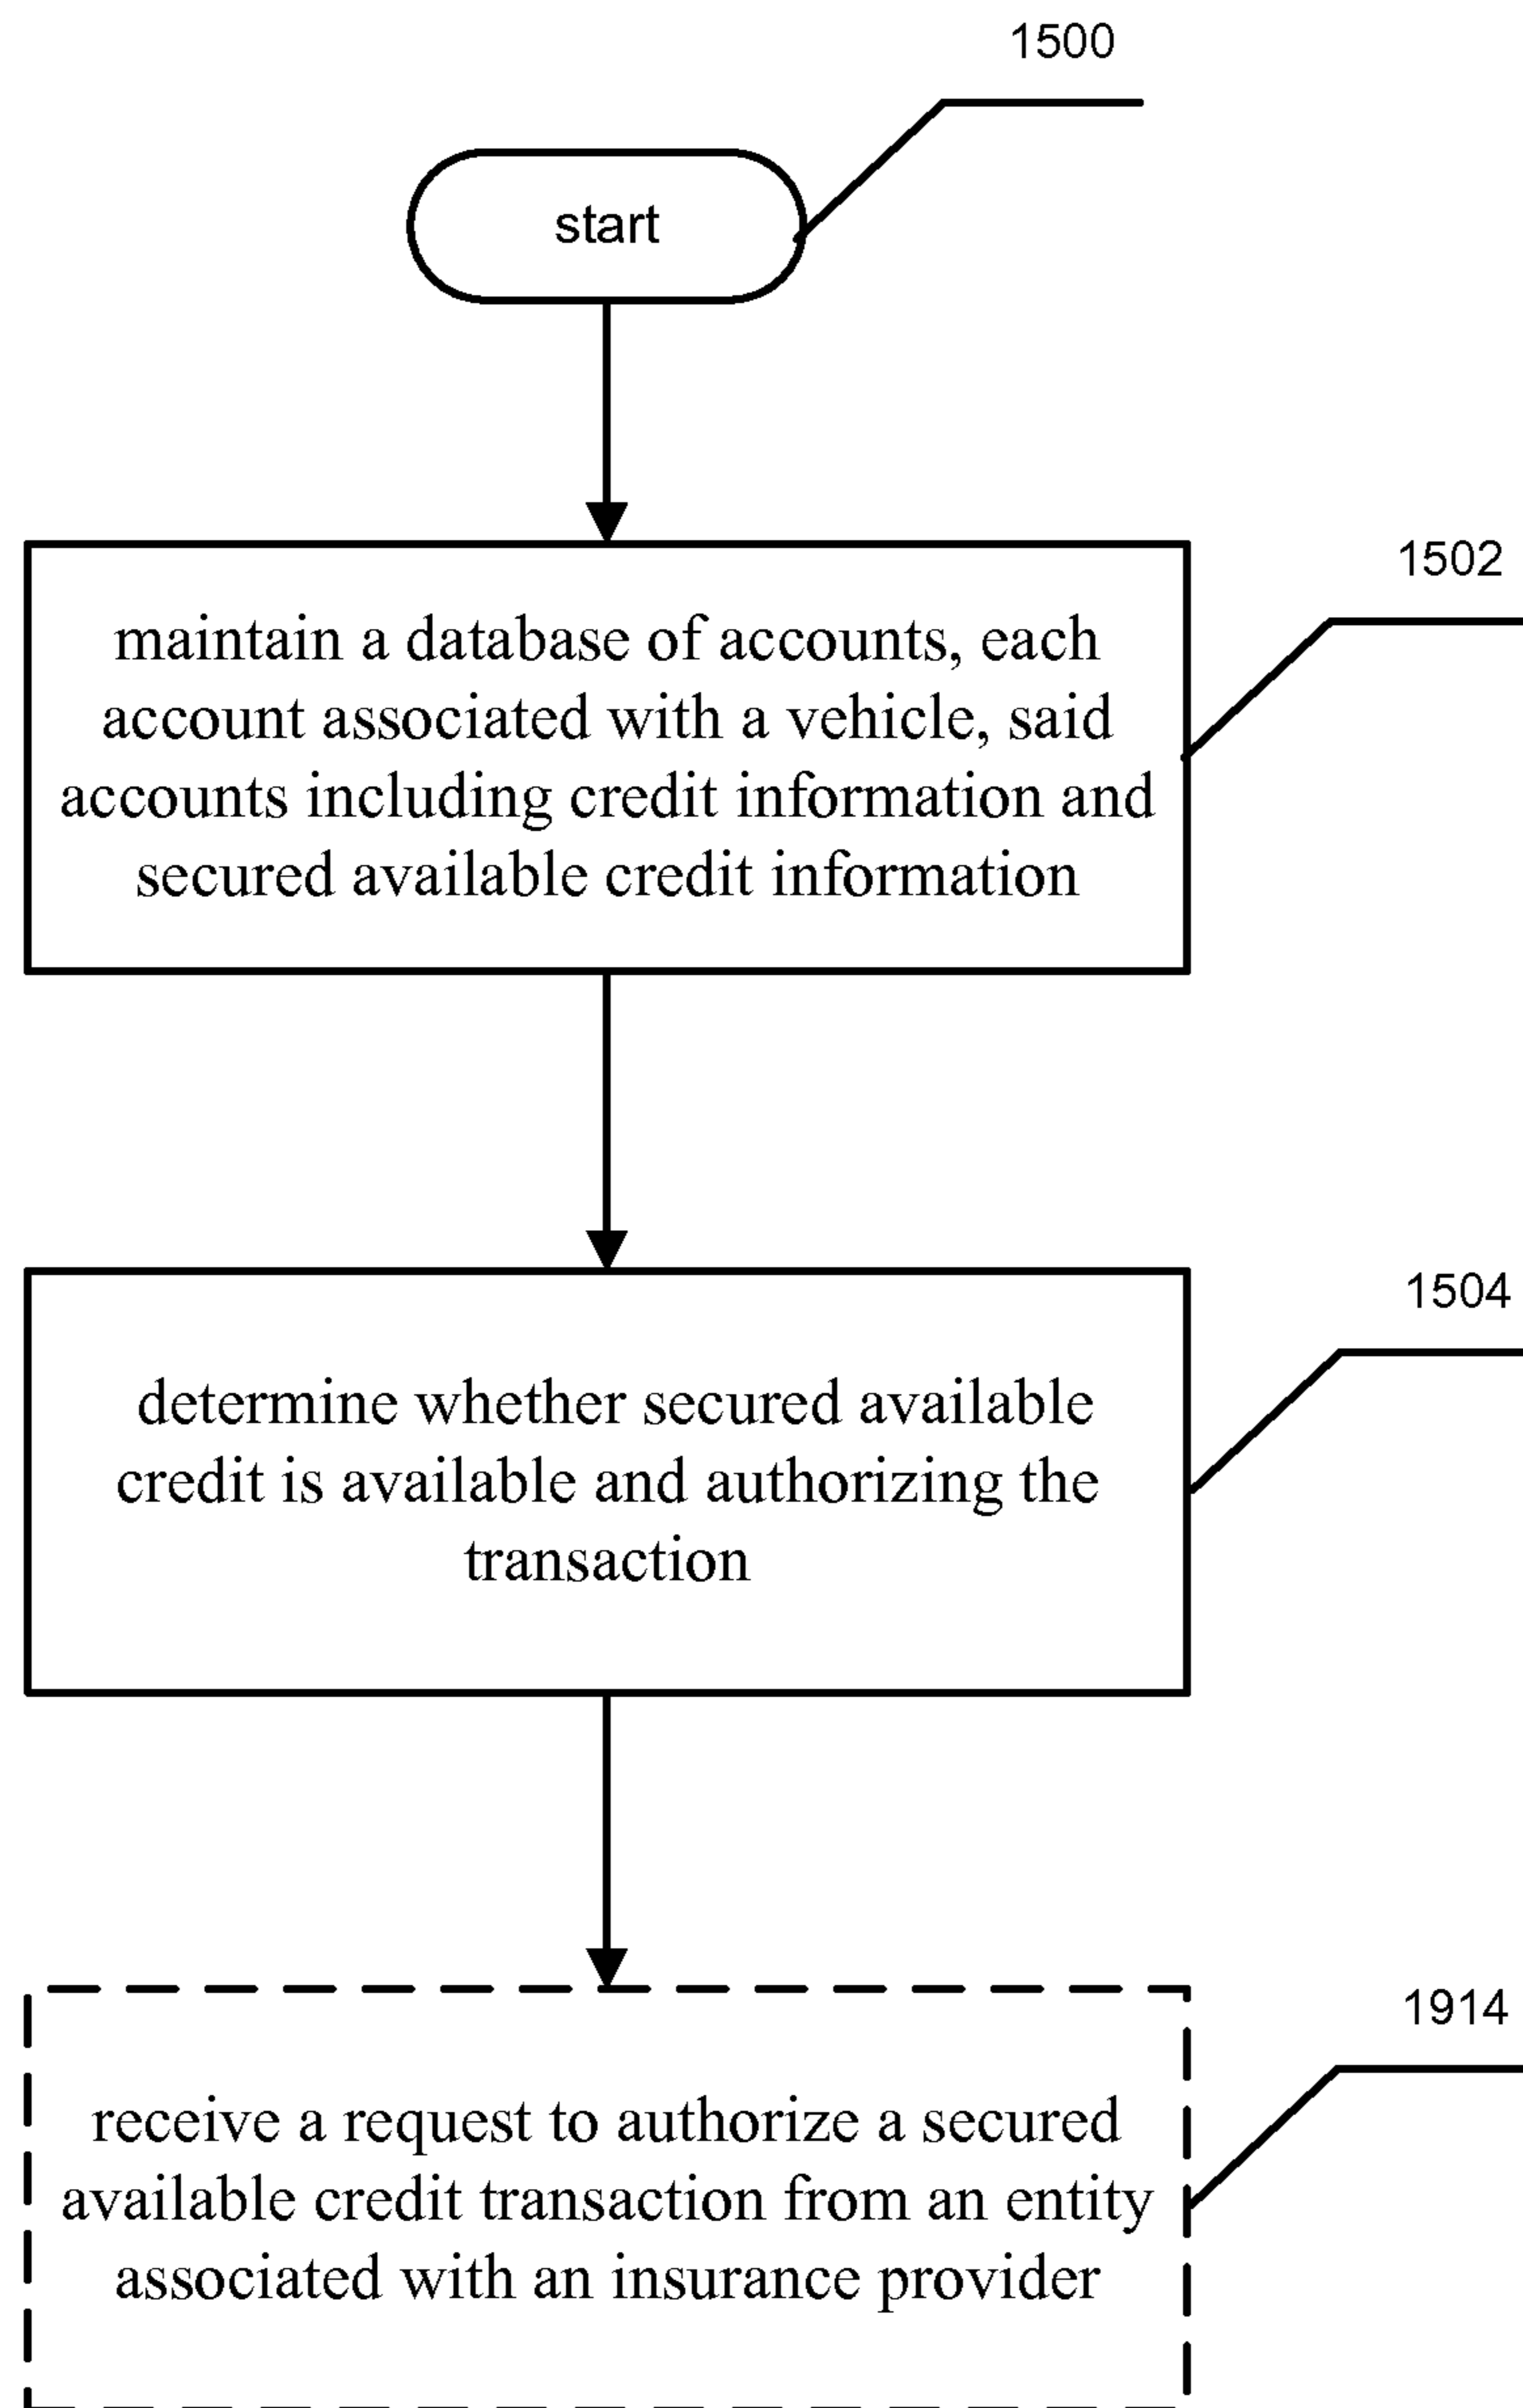 1500
start
1502
maintain a database of accounts, each
account associated with a vehicle, said
accounts including credit information and
secured available credit information
1504
determine whether secured available
credit is available and authorizing the
transaction
1914
receive a request to authorize a secured
available credit transaction from an entity
associated with an insurance provider